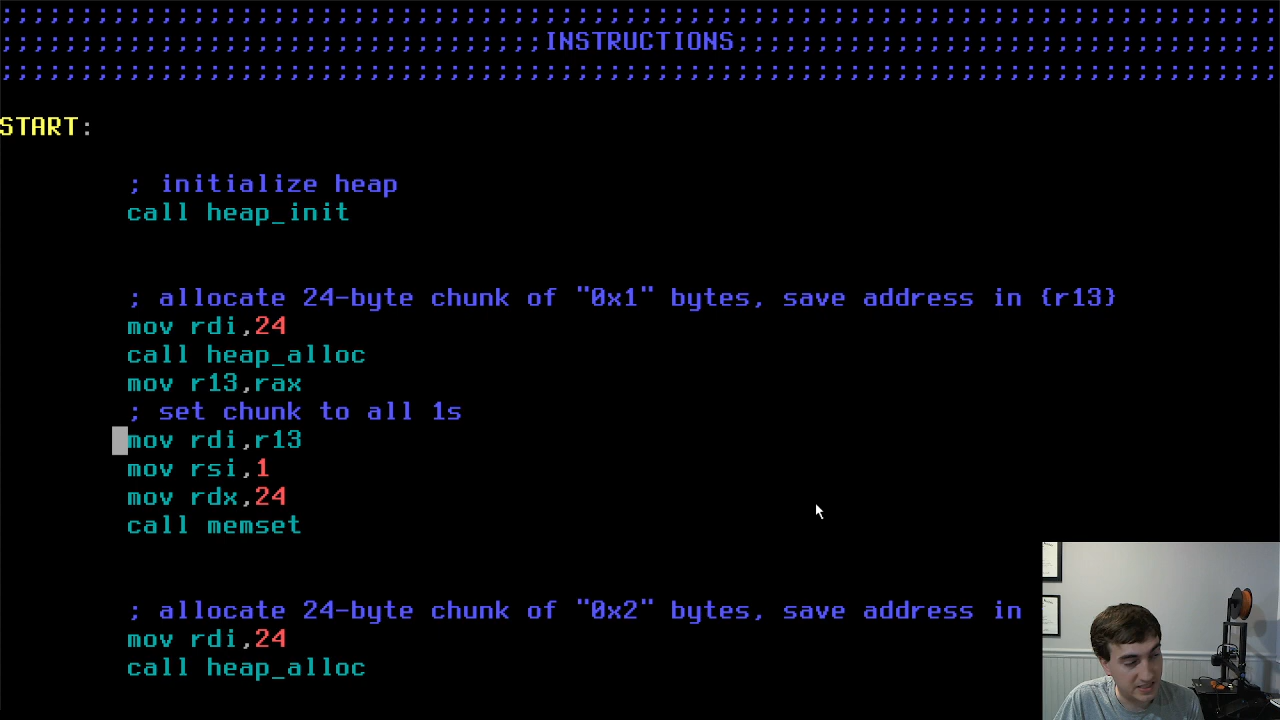 ;;;;;;;;;;;;;;;;;;;;;;;;;;;;;;;;;;;;;;;;;;;;;;;;;;;;;;;;;;;;;;;;;;;;;;;;;;;;;;;;
;;;;;;;;;;;;;;;;;;;;;;;;;;;;;;;;;;INSTRUCTIONS;;;;;;;;;;;;;;;;;;;;;;;;;;;;;;;;;;
;;;;;;;;;;;;;;;;;;;;;;;;;;;;;;;;;;;;;;;;;;;;;;;;;;;;;;;;;;;;;;;;;;;;;;;;;;;;;;;;
START:
; initialize heap
call heap_init
; allocate 24-byte chunk of "0x1" bytes, save address in {r13}
mov rdi,24
call heap_alloc
mov r13,rax
; set chunk to all 1s
mov rdi,r13
mov rsi,1
mov rdx,24
call memset
; allocate 24-byte chunk of "0x2" bytes, save address in
mov rdi,24
call heap_alloc